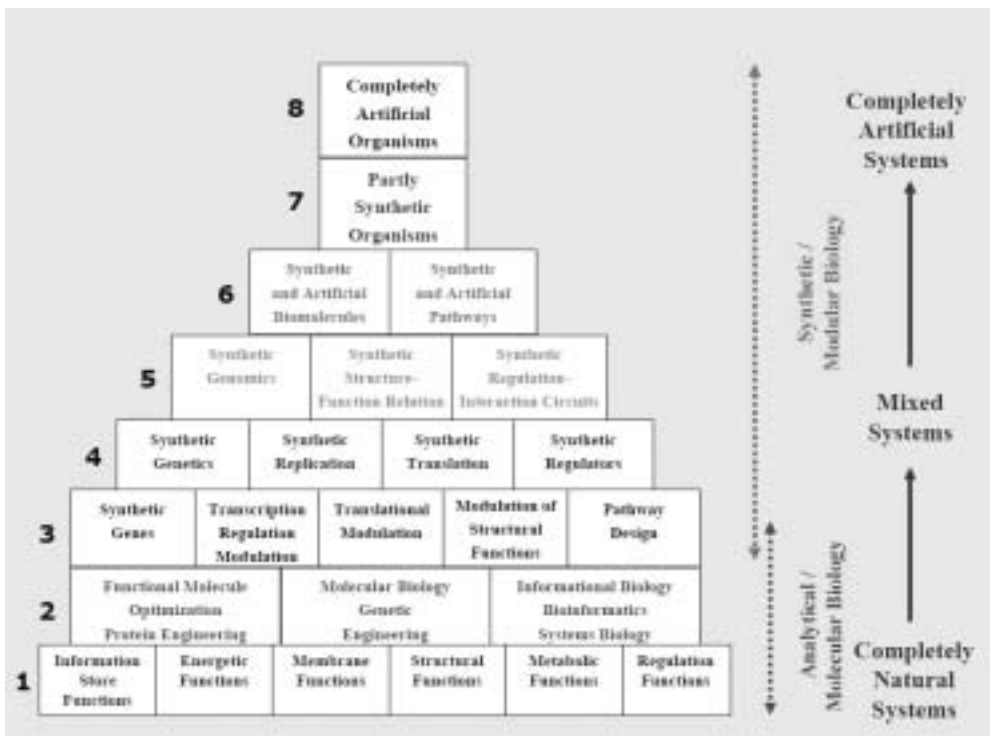 8
Completely
Artificial
Organisms
7
Partly
Synthetic
Organisms
6
Synthetic
and Artificial
Biomalecules
Synthetic
and Artificial
Pathways
5
Synthetic
Genomics
Synthetic
Structure-
Function Relation
Synthetic
Regulation-
Interaction Circuits
4
Synthetic
Genetics
Synthetic
Replication
Synthetic
Translation
Synthetic
Regulators
3
Synthetic
Genes
Transcription
Regulation
Modulation
Translational
Modulation
Modulation of
Structural
Functions
Pathway
Design
2
Functional Molecule
Optimization
Protein Engineering
Molecular Biology
Genetic
Engineering
Informational Biology
Bioinformatics
Systems Biology
1
Information
Store
Functions
Energetic
Functions
Membrane
Functions
Structural
Functions
Metabolic
Functions
Regulation
Functions
Synthetic /
Modular Biology
Analytical /
Molecular Biology
Completely
Artificial
Systems
Mixed
Systems
Completely
Natural
Systems